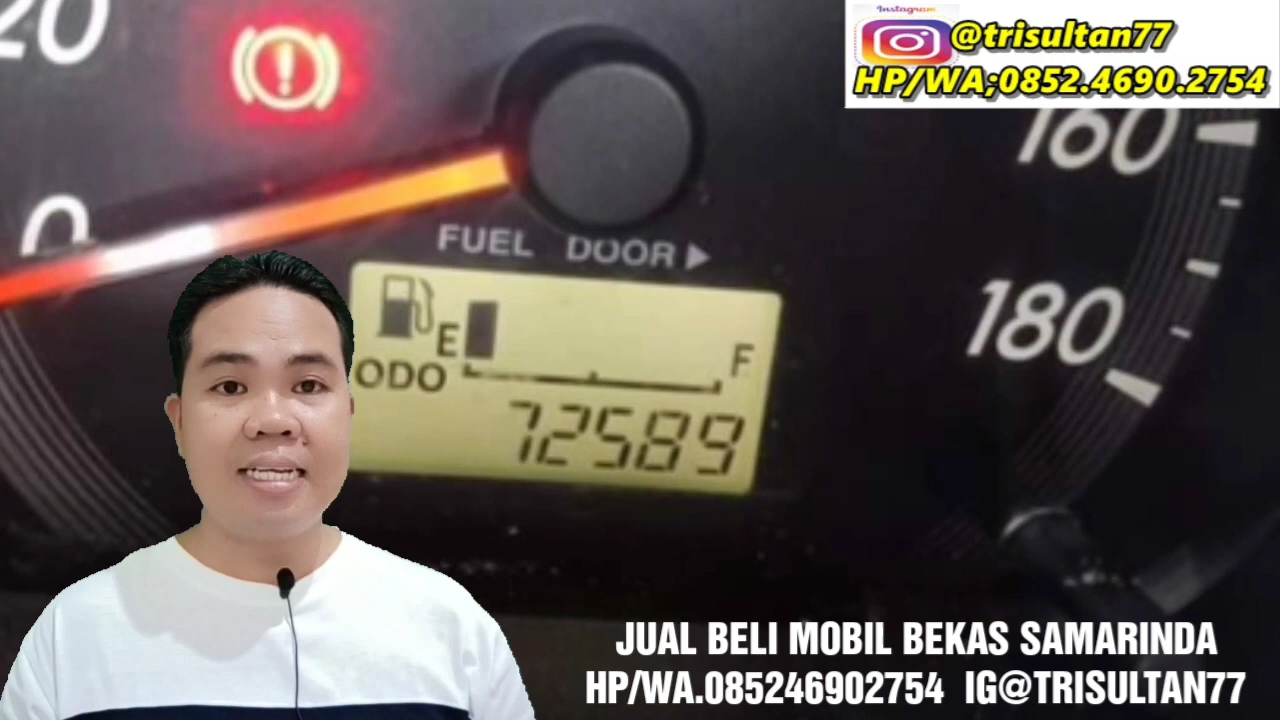 Instagram
@trisultan77
HP/WA;0852.4690.2754
20
0
160
180
FUEL DOOR
E
F
ODO
72589
JUAL BELI MOBIL BEKAS SAMARINDA
HP/WA.085246902754 IG@TRISULTAN77